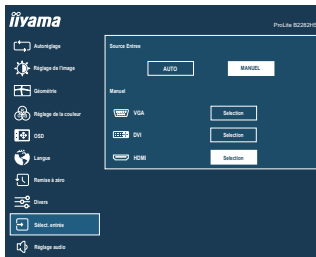 iiyama
ProLite B2282HS
Autoréglage
Réglage de l'image
Géométrie
Réglage de la couleur
OSD
Langue
Remise à zéro
Divers
Sélect. entrée
Réglage audio
Source Entree
AUTO
MANUEL
Manuel
VGA
Selection
DVI
Selection
HDMI
Selection